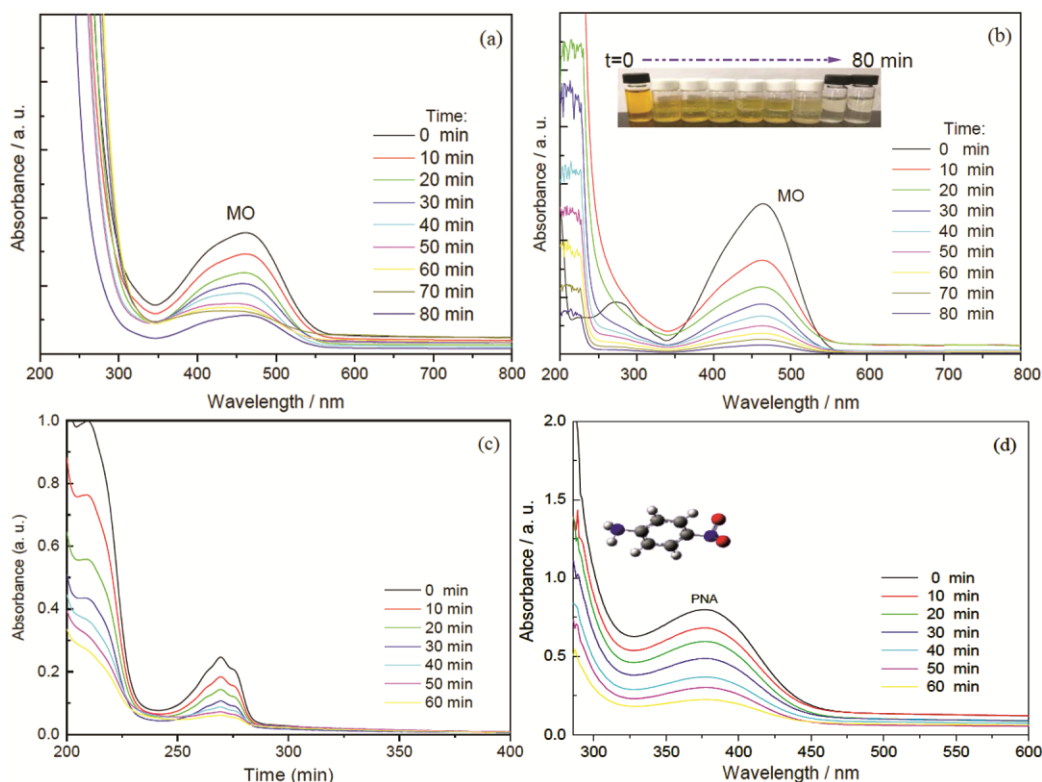 (a)
MO
Time:
0 min
10 min
20 min
30 min
40 min
50 min
60 min
70 min
80 min
Absorbance / a. u.
200 300 400 500 600 700 800
Wavelength / nm
(b)
t=0 80 min
MO
Time:
0 min
10 min
20 min
30 min
40 min
50 min
60 min
70 min
80 min
Absorbance / a. u.
200 300 400 500 600 700 800
Wavelength / nm
(c)
1.0
0.8
0.6
0.4
0.2
0.0
Absorbance (a. u.)
0 min
10 min
20 min
30 min
40 min
50 min
60 min
200 250 300 350 400
Time (min)
(d)
2.0
1.5
1.0
0.5
0.0
Absorbance / a. u.
PNA
0 min
10 min
20 min
30 min
40 min
50 min
60 min
300 350 400 450 500 550 600
Wavelength / nm